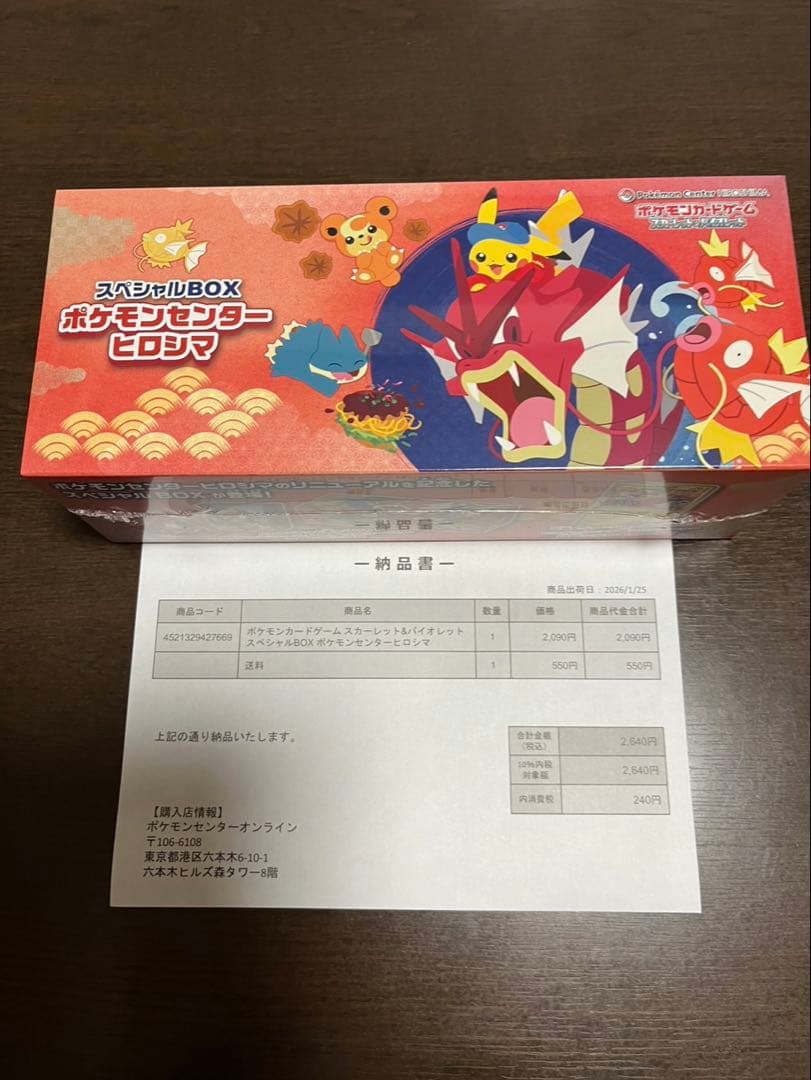 Pokémon Center HIROSHIMA
ポケモンカードゲーム
スカーレット&バイオレット
スペシャルBOX
ポケモンセンター
ヒロシマ
ポケモンセンターヒロシマのリニューアルを記念した
スペシャルBOXが登場!
― 納品書 ―
商品出荷日:2026/1/25
商品コード 商品名 数量 価格 商品代金合計
4521329427669 ポケモンカードゲーム スカーレット&バイオレット 1 2,090円 2,090円
スペシャルBOX ポケモンセンターヒロシマ
送料 1 550円 550円
上記の通り納品いたします。
合計金額
(税込) 2,640円
10%内税
対象額 2,640円
内消費税 240円
【購入店情報】
ポケモンセンターオンライン
〒106-6108
東京都港区六本木6-10-1
六本木ヒルズ森タワー8階